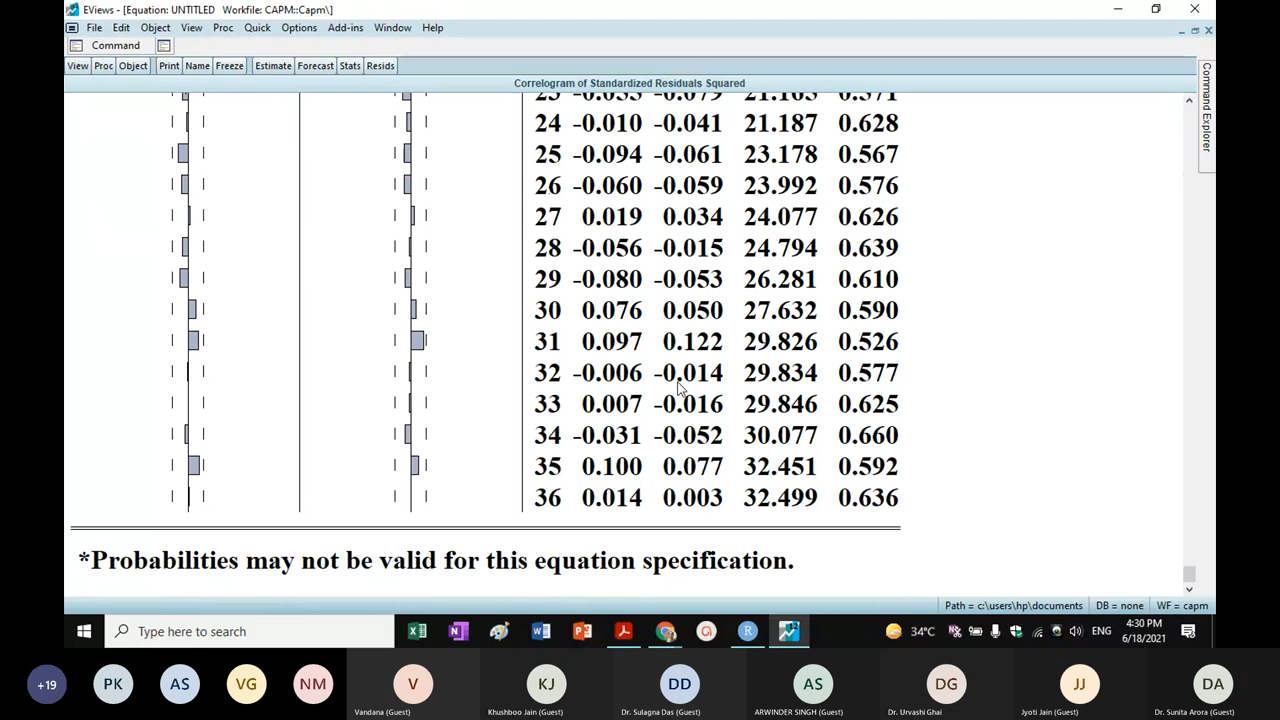 EViews - [Equation: UNTITLED   Workfile: CAPM::Capm\]
File Edit Object View Proc Quick Options Add-ins Window Help
Command
View Proc Object Print Name Freeze Estimate Forecast Stats Resids
Correlogram of Standardized Residuals Squared
Command Explorer
24 -0.010 -0.041 21.187 0.628
25 -0.094 -0.061 23.178 0.567
26 -0.060 -0.059 23.992 0.576
27 0.019 0.034 24.077 0.626
28 -0.056 -0.015 24.794 0.639
29 -0.080 -0.053 26.281 0.610
30 0.076 0.050 27.632 0.590
31 0.097 0.122 29.826 0.526
32 -0.006 -0.014 29.834 0.577
33 0.007 -0.016 29.846 0.625
34 -0.031 -0.052 30.077 0.660
35 0.100 0.077 32.451 0.592
36 0.014 0.003 32.499 0.636
*Probabilities may not be valid for this equation specification.
Path = c:\users\hp\documents DB = none WF = capm
Type here to search
34°C
ENG
4:30 PM
6/18/2021
+19 PK AS VG NM V KJ DD AS DG JJ DA
Vandana (Guest) Khushboo Jain (Guest) Dr. Sulagna Das (Guest) ARWINDER SINGH (Guest) Dr. Urvashi Ghai Jyoti Jain (Guest) Dr. Sunita Arora (Guest)